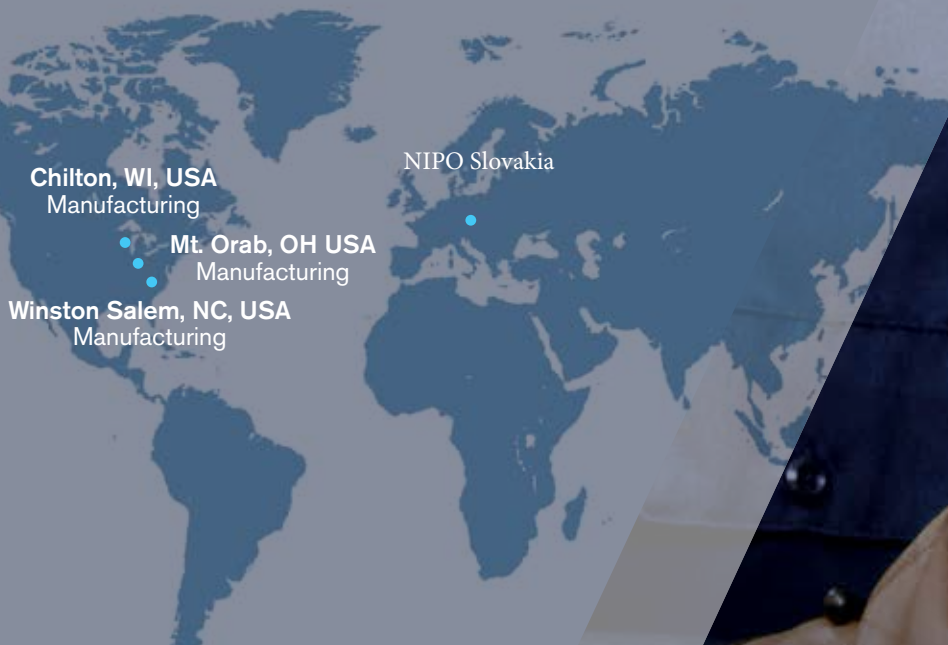 NIPO Slovakia
Chilton, WI, USA
Manufacturing
Mt. Orab, OH USA
Manufacturing
Winston Salem, NC, USA
Manufacturing